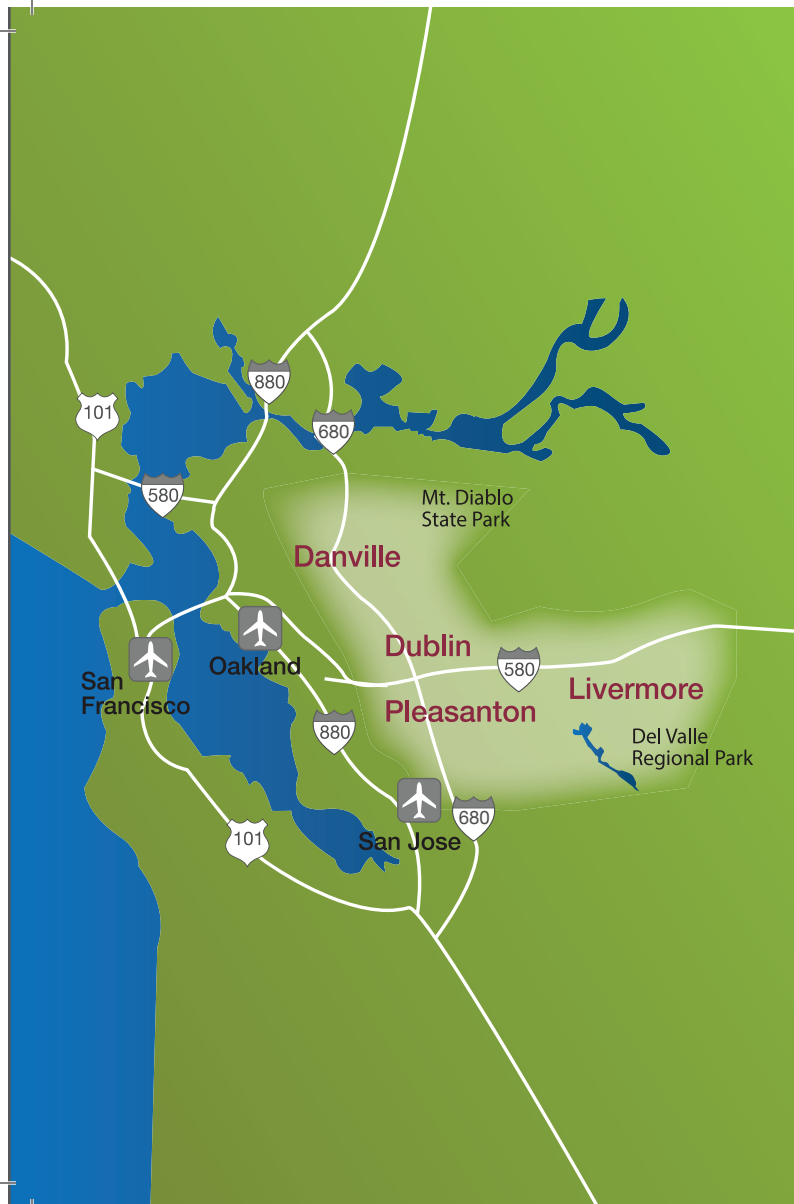 880
101
680
580
Mt. Diablo
State Park
Danville
Oakland
Dublin
580
San
Francisco
Livermore
Pleasanton
880
Del Valle
Regional Park
680
101
San Jose